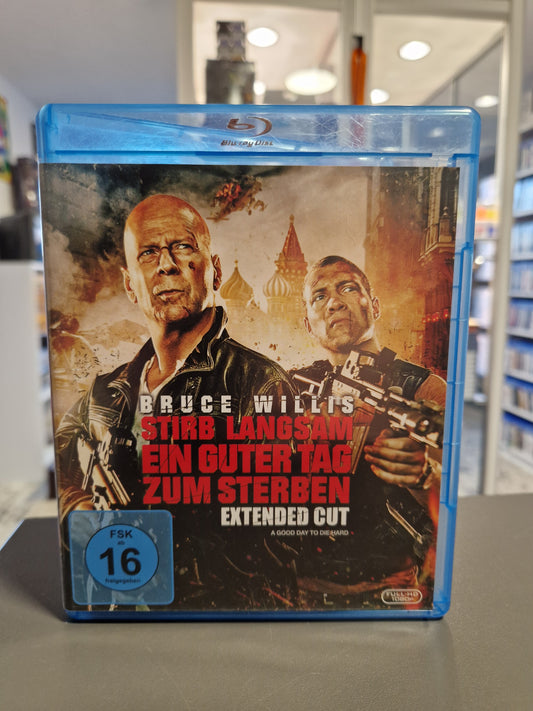 Blu-ray Disc
BRUCE WILLIS
STIRB LANGSAM
EIN GUTER TAG
ZUM STERBEN
EXTENDED CUT
A GOOD DAY TO DIE HARD
FSK
ab
16
freigegeben
FULL-HD
1080p